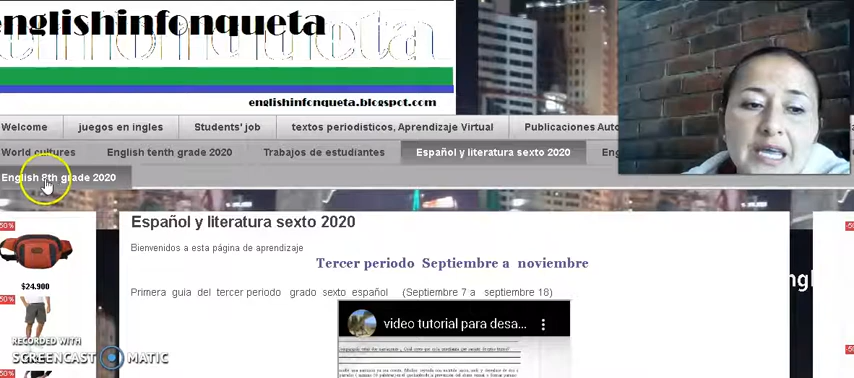 englishinfonqueta
englishinfonqueta.blogspot.com
Welcome
juegos en ingles
Students' job
textos periodisticos, Aprendizaje Virtual
Publicaciones Auto
World cultures
English tenth grade 2020
Trabajos de estudiantes
Español y literatura sexto 2020
En
English 8th grade 2020
Español y literatura sexto 2020
Bienvenidos a esta página de aprendizaje
Tercer periodo Septiembre a noviembre
Primera guia del tercer periodo grado sexto español (Septiembre 7 a septiembre 18)
video tutorial para desa...
50%
$24.900
50%
RECORDED WITH
SCREENCAST MATIC